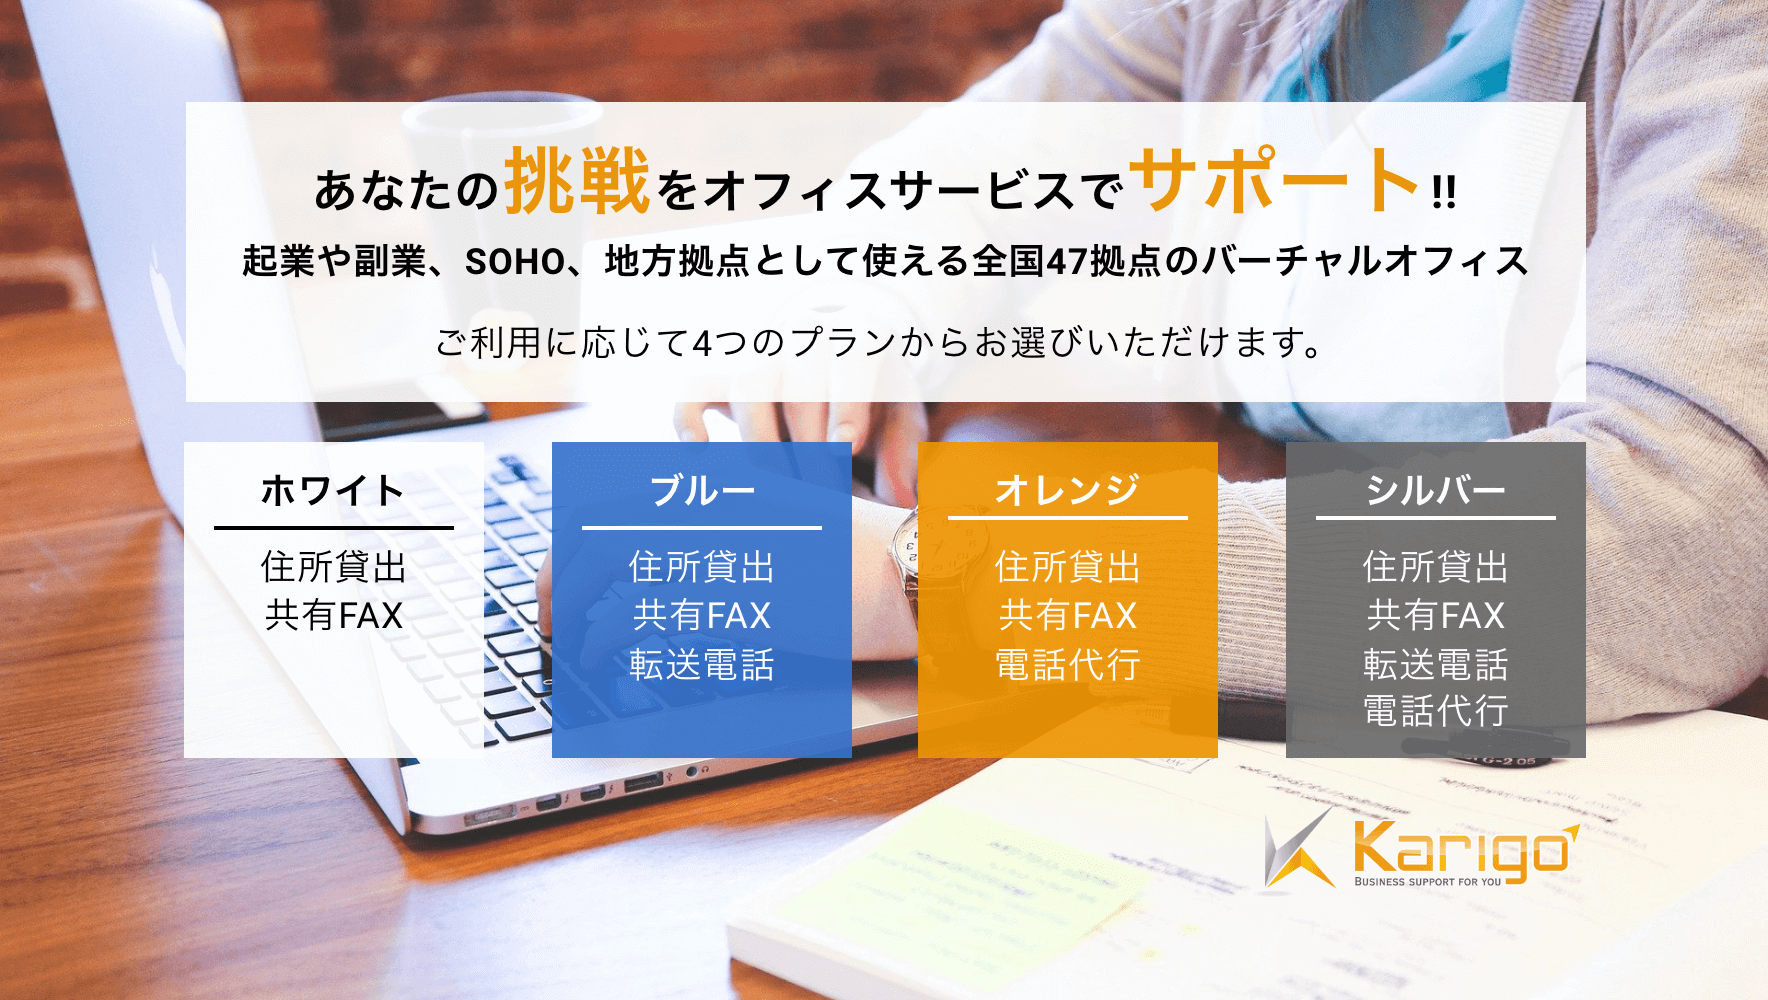 あなたの挑戦をオフィスサービスでサポート!!
起業や副業、SOHO、地方拠点として使える全国47拠点のバーチャルオフィス
ご利用に応じて4つのプランからお選びいただけます。
ホワイト
住所貸出
共有FAX
ブルー
住所貸出
共有FAX
転送電話
オレンジ
住所貸出
共有FAX
電話代行
シルバー
住所貸出
共有FAX
転送電話
電話代行
G-2 05
Karigo
BUSINESS SUPPORT FOR YOU